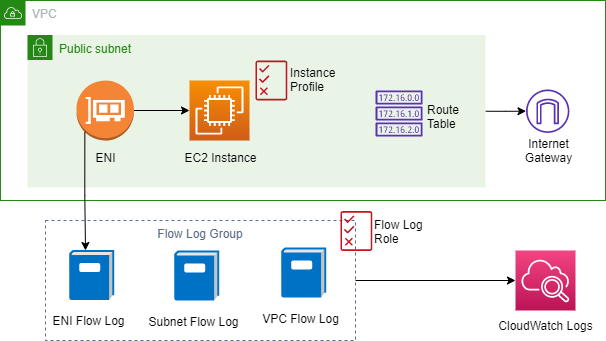 VPC
Public subnet
Instance
Profile
172.16.0.0
172.16.1.0
172.16.2.0
Route
Table
ENI
EC2 Instance
Internet
Gateway
Flow Log Group
Flow Log
Role
ENI Flow Log
Subnet Flow Log
VPC Flow Log
CloudWatch Logs